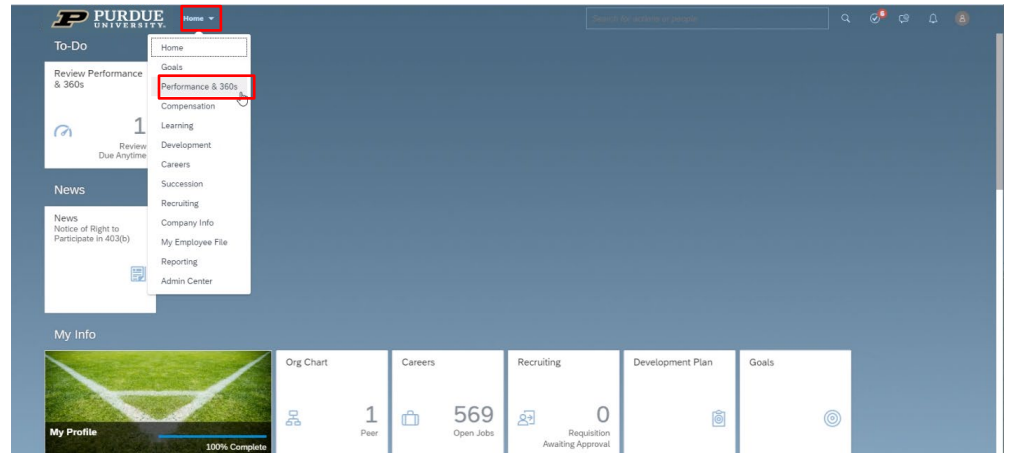 PURDUE
UNIVERSITY.
Home
Search for actions or people
6
To-Do
Review Performance
& 360s
1
Review
Due Anytime
Home
Goals
Performance & 360s
Compensation
Learning
Development
Careers
Succession
Recruiting
Company Info
My Employee File
Reporting
Admin Center
News
News
Notice of Right to
Participate in 403(b)
My Info
My Profile
100% Complete
Org Chart
1
Peer
Careers
569
Open Jobs
Recruiting
0
Requisition
Awaiting Approval
Development Plan
Goals